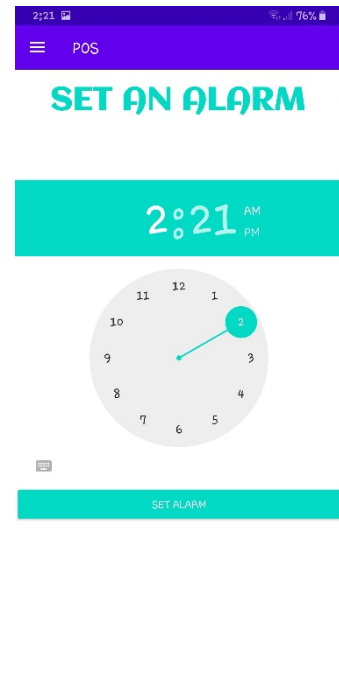 2:21 76%
POS
SET AN ALARM
2:21 AM
PM
12
11 1
10 2
9 3
8 4
7 5
6
SET ALARM